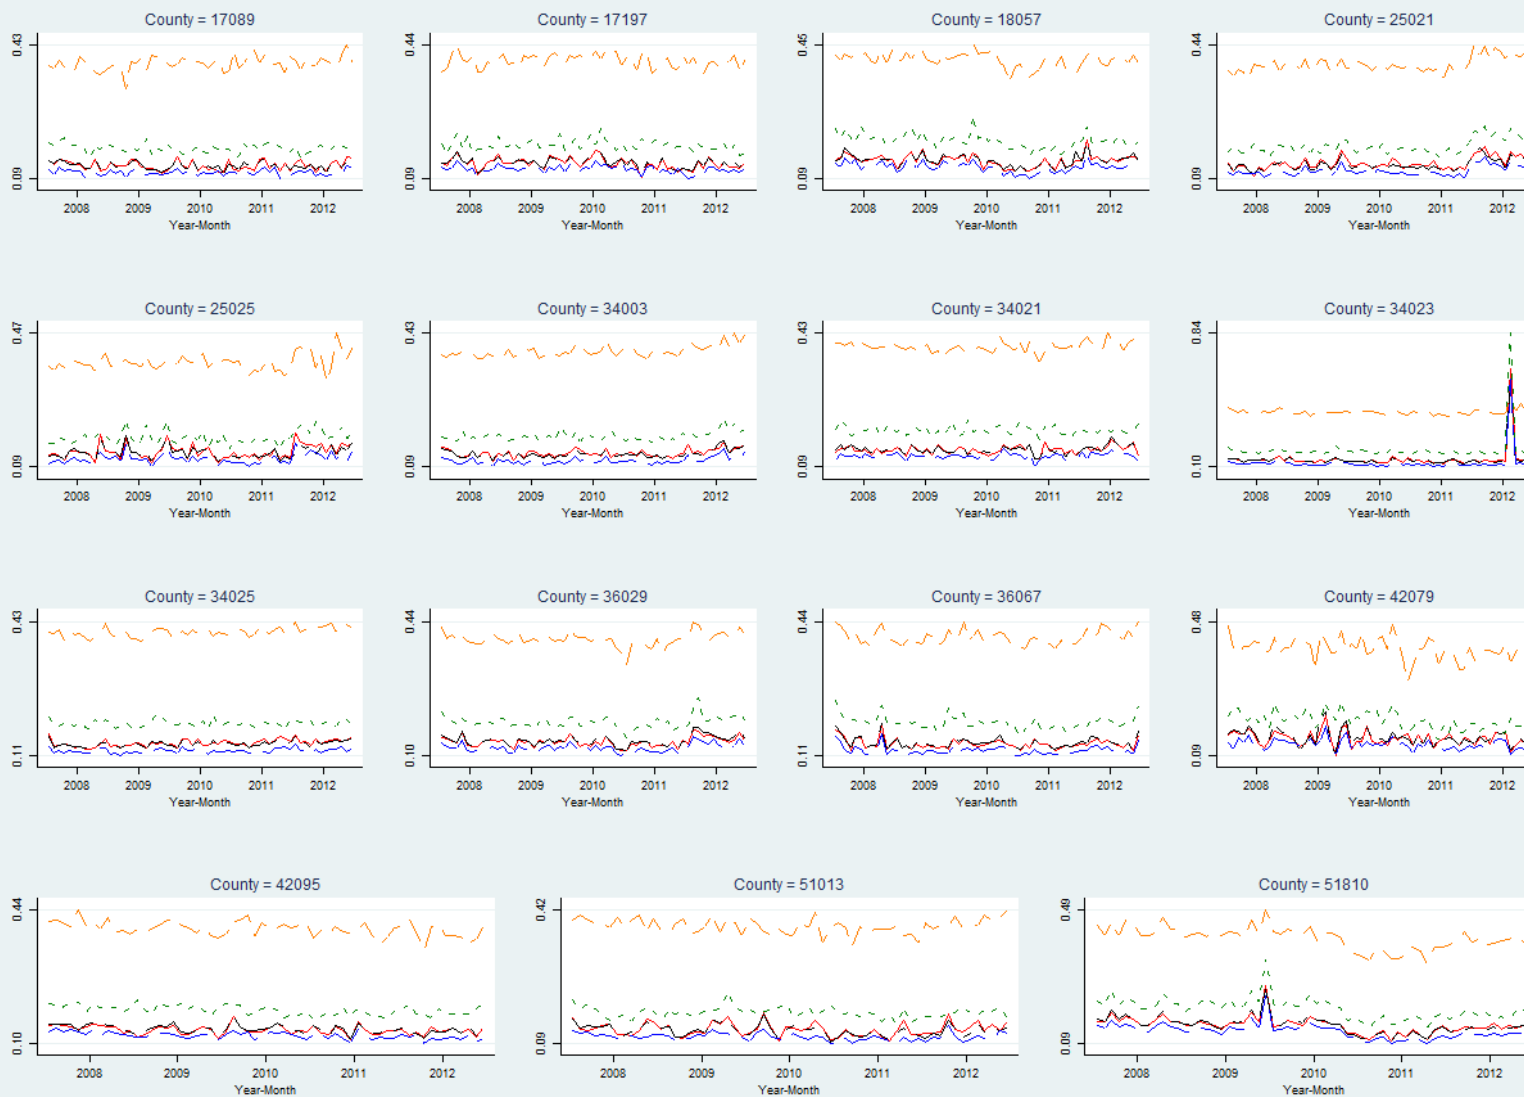 County = 17089
0.43
0.09
2008 2009 2010 2011 2012
Year-Month
County = 17197
0.44
0.09
2008 2009 2010 2011 2012
Year-Month
County = 18057
0.45
0.09
2008 2009 2010 2011 2012
Year-Month
County = 25021
0.44
0.09
2008 2009 2010 2011 2012
Year-Month
County = 25025
0.47
0.09
2008 2009 2010 2011 2012
Year-Month
County = 34003
0.43
0.09
2008 2009 2010 2011 2012
Year-Month
County = 34021
0.43
0.09
2008 2009 2010 2011 2012
Year-Month
County = 34023
0.84
0.10
2008 2009 2010 2011 2012
Year-Month
County = 34025
0.43
0.11
2008 2009 2010 2011 2012
Year-Month
County = 36029
0.44
0.10
2008 2009 2010 2011 2012
Year-Month
County = 36067
0.44
0.11
2008 2009 2010 2011 2012
Year-Month
County = 42079
0.48
0.09
2008 2009 2010 2011 2012
Year-Month
County = 42095
0.44
0.10
2008 2009 2010 2011 2012
Year-Month
County = 51013
0.42
0.09
2008 2009 2010 2011 2012
Year-Month
County = 51810
0.49
0.09
2008 2009 2010 2011 2012
Year-Month